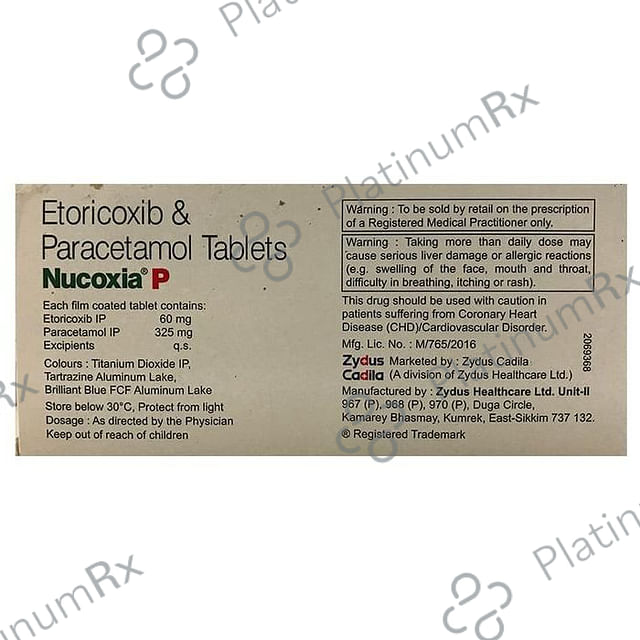 Etoricoxib &
Paracetamol Tablets
Nucoxia® P
Each film coated tablet contains:
Etoricoxib IP 60 mg
Paracetamol IP 325 mg
Excipients q.s.
Colours : Titanium Dioxide IP,
Tartrazine Aluminum Lake,
Brilliant Blue FCF Aluminum Lake
Store below 30°C, Protect from light
Dosage : As directed by the Physician
Keep out of reach of children
Warning : To be sold by retail on the prescription
of a Registered Medical Practitioner only.
Warning : Taking more than daily dose may
cause serious liver damage or allergic reactions
(e.g. swelling of the face, mouth and throat,
difficulty in breathing, itching or rash).
This drug should be used with caution in
patients suffering from Coronary Heart
Disease (CHD)/Cardiovascular Disorder.
Mfg. Lic. No. : M/765/2016
Zydus Marketed by : Zydus Cadila
Cadila (A division of Zydus Healthcare Ltd.)
Manufactured by : Zydus Healthcare Ltd. Unit-II
967 (P), 968 (P), 970 (P), Duga Circle,
Kamarey Bhasmay, Kumrek, East-Sikkim 737 132.
® Registered Trademark
2069368
PlatinumRx
PlatinumRx
PlatinumRx
Platinum
Rx
Platin
inumRx
Platinum